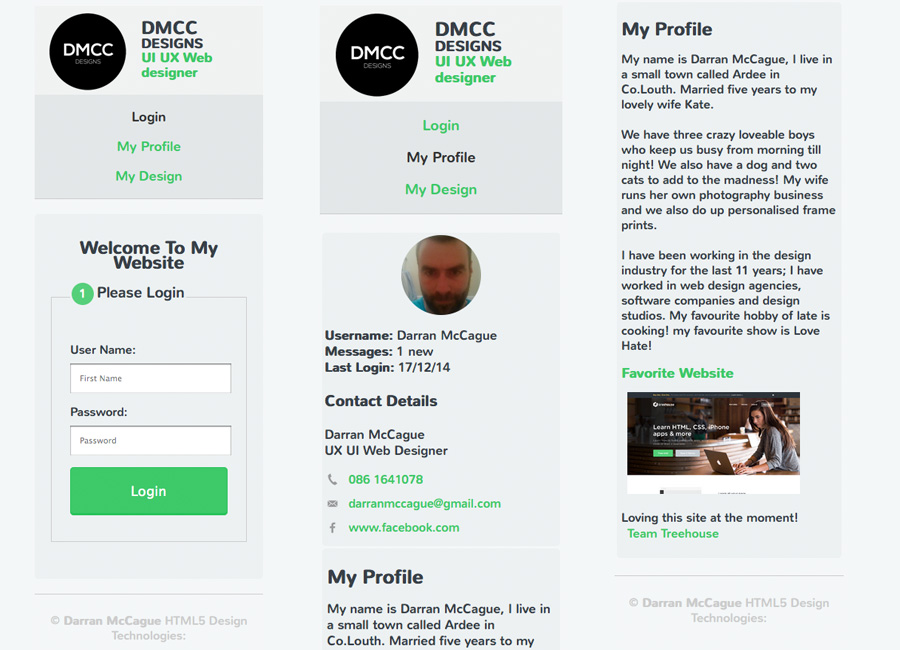 DMCC
DESIGNS
DMCC
DESIGNS
UI UX Web
designer
Login
My Profile
My Design
Welcome To My
Website
1 Please Login
User Name:
First Name
Password:
Password
Login
© Darran McCague HTML5 Design
Technologies:
DMCC
DESIGNS
DMCC
DESIGNS
UI UX Web
designer
Login
My Profile
My Design
Username: Darran McCague
Messages: 1 new
Last Login: 17/12/14
Contact Details
Darran McCague
UX UI Web Designer
086 1641078
darranmccague@gmail.com
www.facebook.com
My Profile
My name is Darran McCague, I live in
a small town called Ardee in
Co.Louth. Married five years to my
My Profile
My name is Darran McCague, I live in
a small town called Ardee in
Co.Louth. Married five years to my
lovely wife Kate.
We have three crazy loveable boys
who keep us busy from morning till
night! We also have a dog and two
cats to add to the madness! My wife
runs her own photography business
and we also do up personalised frame
prints.
I have been working in the design
industry for the last 11 years; I have
worked in web design agencies,
software companies and design
studios. My favourite hobby of late is
cooking! my favourite show is Love
Hate!
Favorite Website
Learn HTML, CSS, iPhone
apps & more
Loving this site at the moment!
Team Treehouse
© Darran McCague HTML5 Design
Technologies: